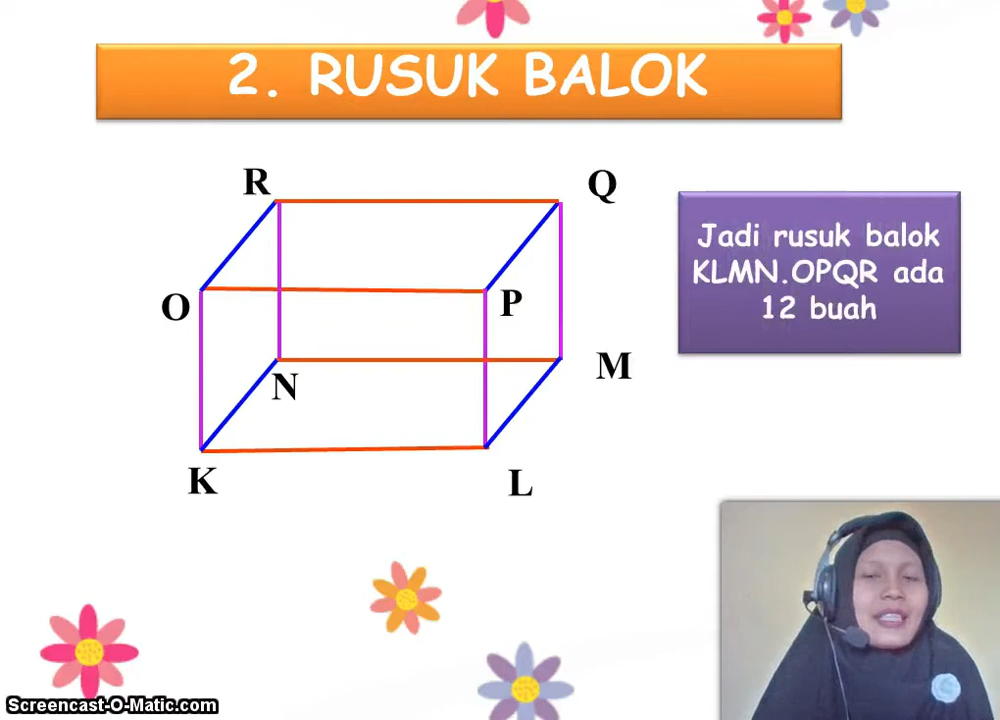 2. RUSUK BALOK
R
Q
Jadi rusuk balok
KLMN.OPQR ada
12 buah
O
P
N
M
K
L
Screencast-O-Matic.com